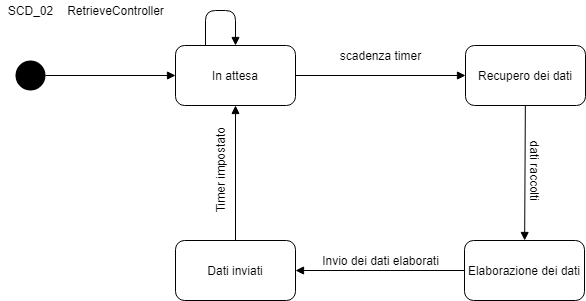 SCD_02 RetrieveController
In attesa
scadenza timer
Recupero dei dati
dati raccolti
Timer impostato
Dati inviati
Invio dei dati elaborati
Elaborazione dei dati